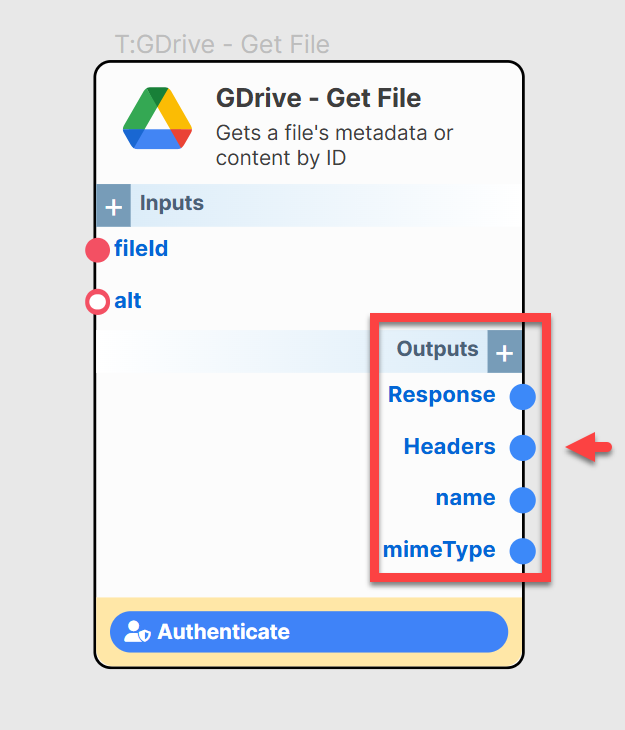 T:GDrive - Get File
GDrive - Get File
Gets a file's metadata or
content by ID
+ Inputs
fileId
alt
Outputs +
Response
Headers
name
mimeType
Authenticate